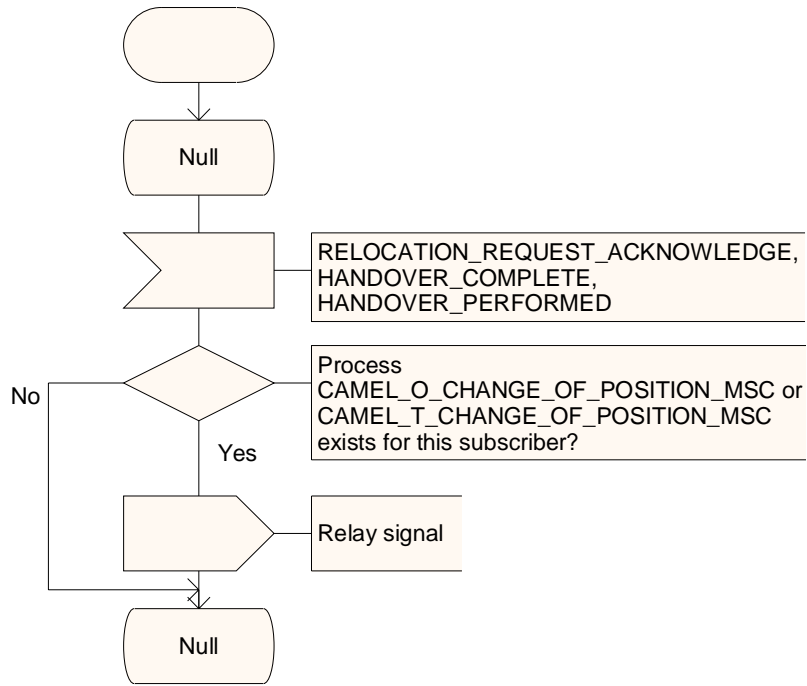 Null
RELOCATION_REQUEST_ACKNOWLEDGE,
HANDOVER_COMPLETE,
HANDOVER_PERFORMED
Process
CAMEL_O_CHANGE_OF_POSITION_MSC or
CAMEL_T_CHANGE_OF_POSITION_MSC
exists for this subscriber?
No
Yes
Relay signal
Null